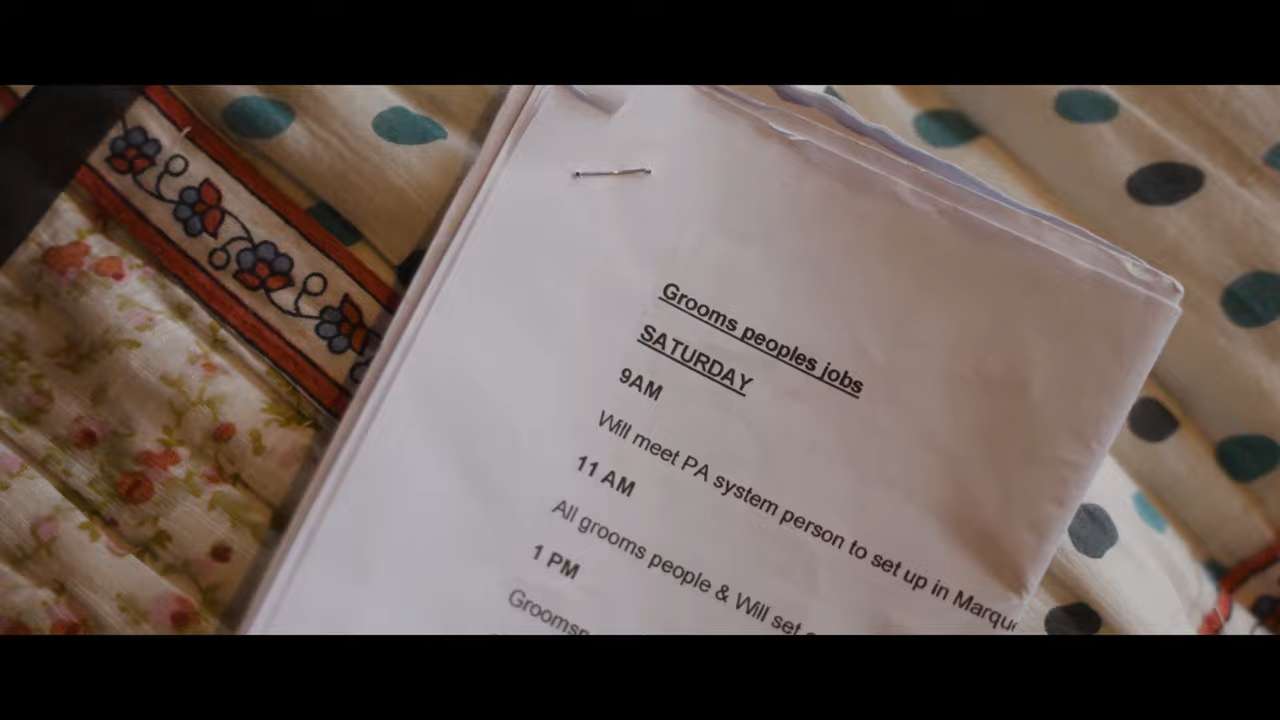 Grooms peoples jobs
SATURDAY
9AM
Will meet PA system person to set up in
11 AM
All grooms people & Will set
1 PM